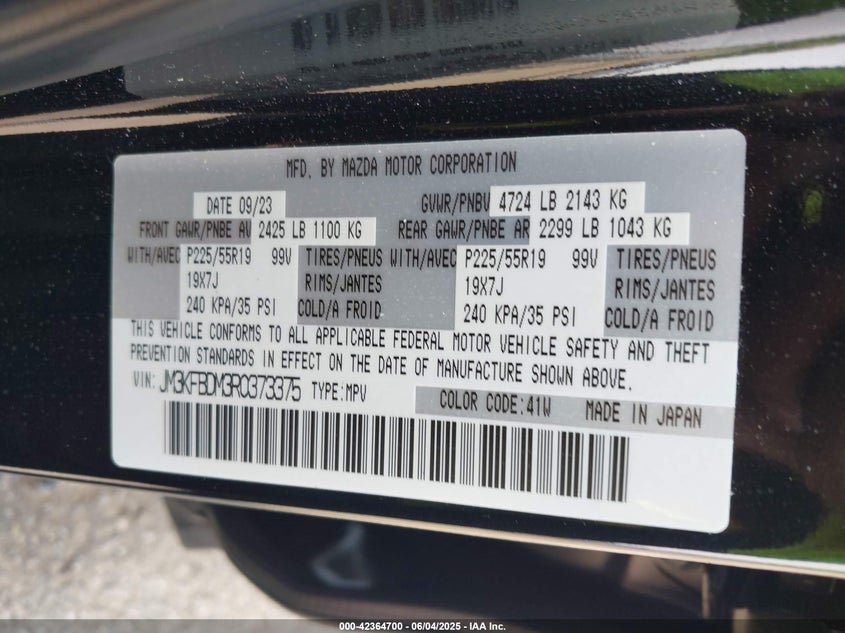 MFD. BY MAZDA MOTOR CORPORATION
DATE 09/23 GVWR/PNBV 4724 LB 2143 KG
FRONT GAWR/PNBE AV 2425 LB 1100 KG REAR GAWR/PNBE AR 2299 LB 1043 KG
WITH/AVEC P225/55R19 99V TIRES/PNEUS WITH/AVEC P225/55R19 99V TIRES/PNEUS
19X7J RIMS/JANTES 19X7J RIMS/JANTES
240 KPA/35 PSI COLD/A FROID 240 KPA/35 PSI COLD/A FROID
THIS VEHICLE CONFORMS TO ALL APPLICABLE FEDERAL MOTOR VEHICLE SAFETY AND THEFT
PREVENTION STANDARDS IN EFFECT ON THE DATE OF MANUFACTURE SHOWN ABOVE.
VIN: JM3KFBDM3R0373375 TYPE:MPV COLOR CODE:41W MADE IN JAPAN
000-42364700 - 06/04/2025 - IAA Inc.